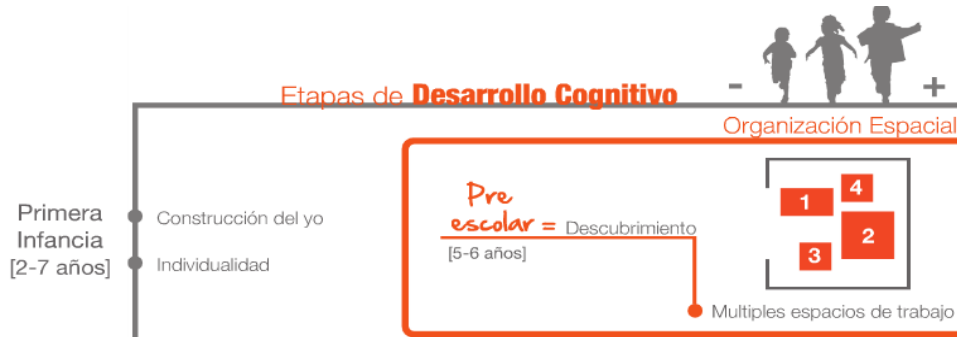 Etapas de Desarrollo Cognitivo
- +
Organización Espacial
Primera
Infancia
[2-7 años]
Construcción del yo
Individualidad
Pre
escolar = Descubrimiento
[5-6 años]
1
4
2
3
Multiples espacios de trabajo